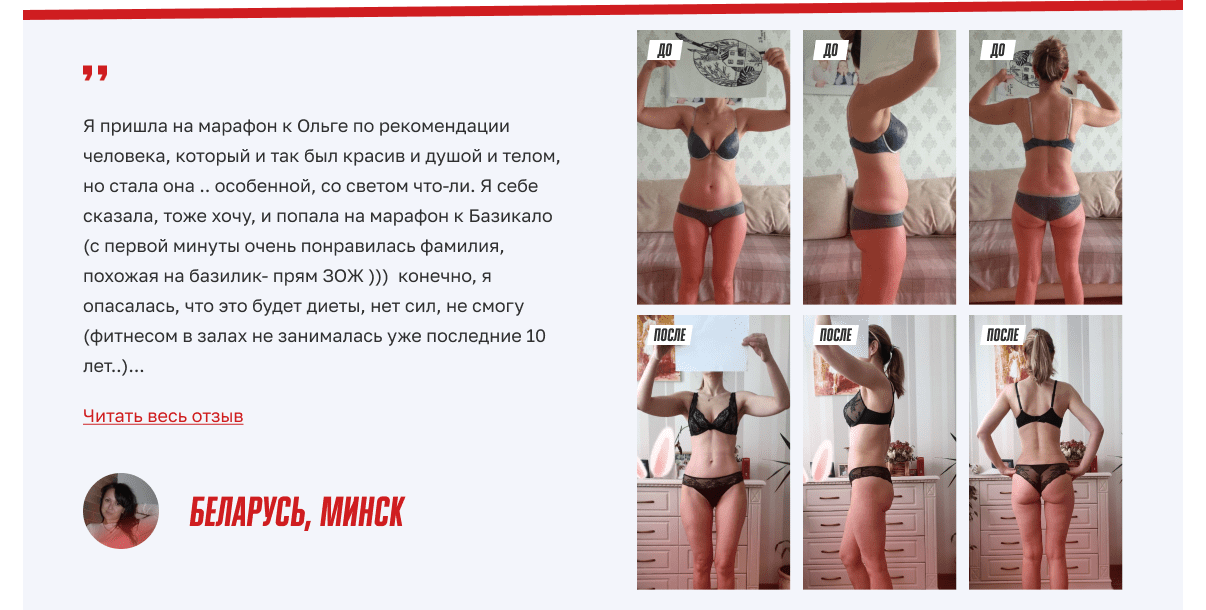 Я пришла на марафон к Ольге по рекомендации
человека, который и так был красив и душой и телом,
но стала она .. особенной, со светом что-ли. Я себе
сказала, тоже хочу, и попала на марафон к Базикало
(с первой минуты очень понравилась фамилия,
похожая на базилик- прям ЗОЖ )))  конечно, я
опасалась, что это будет диеты, нет сил, не смогу
(фитнесом в залах не занималась уже последние 10
лет..)...
Читать весь отзыв
БЕЛАРУСЬ, МИНСК
ДО
ДО
ДО
ПОСЛЕ
ПОСЛЕ
ПОСЛЕ